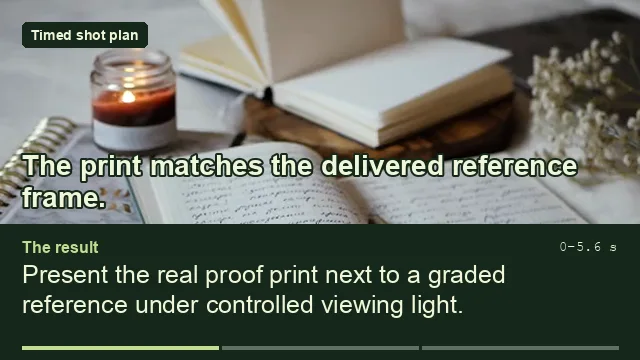 Timed shot plan
The print matches the delivered reference
frame.
The result
0–5.6 s
Present the real proof print next to a graded
reference under controlled viewing light.